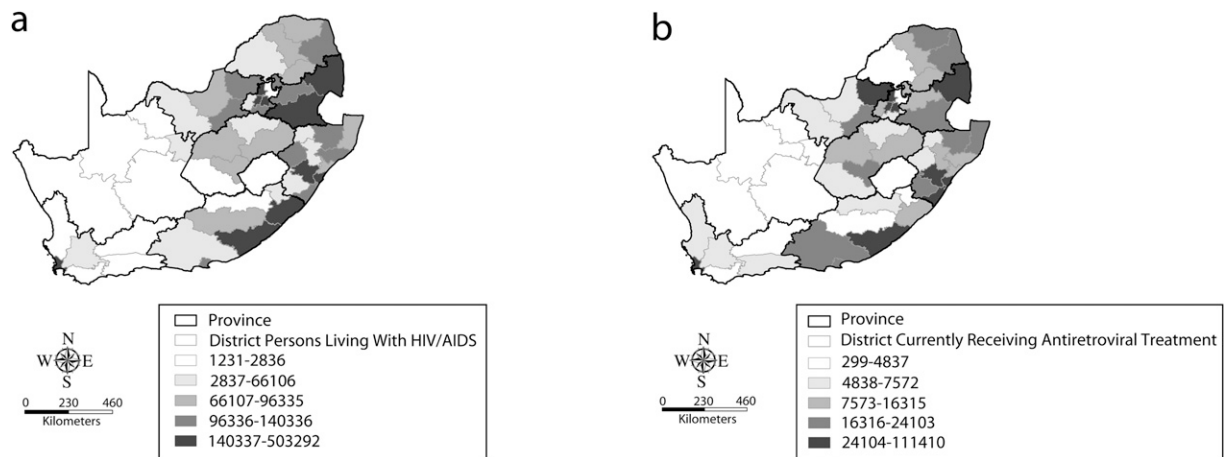 a
Province
District Persons Living With HIV/AIDS
1231-2836
2837-66106
66107-96335
96336-140336
140337-503292
N
W E
S
0 230 460
Kilometers
b
Province
District Currently Receiving Antiretroviral Treatment
299-4837
4838-7572
7573-16315
16316-24103
24104-111410
N
W E
S
0 230 460
Kilometers